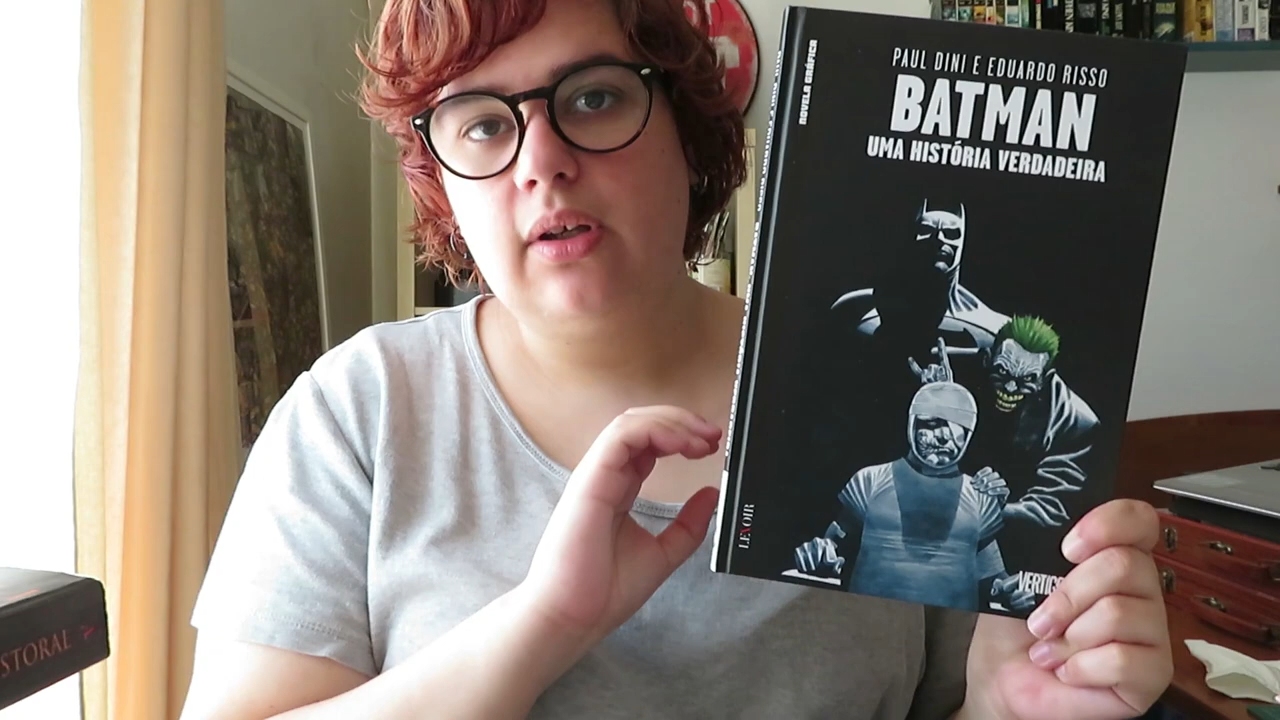 PAUL DINI E EDUARDO RISSO
BATMAN
UMA HISTÓRIA VERDADEIRA
NOVELA GRÁFICA
LEVOIR
VERTIGO
STORAL